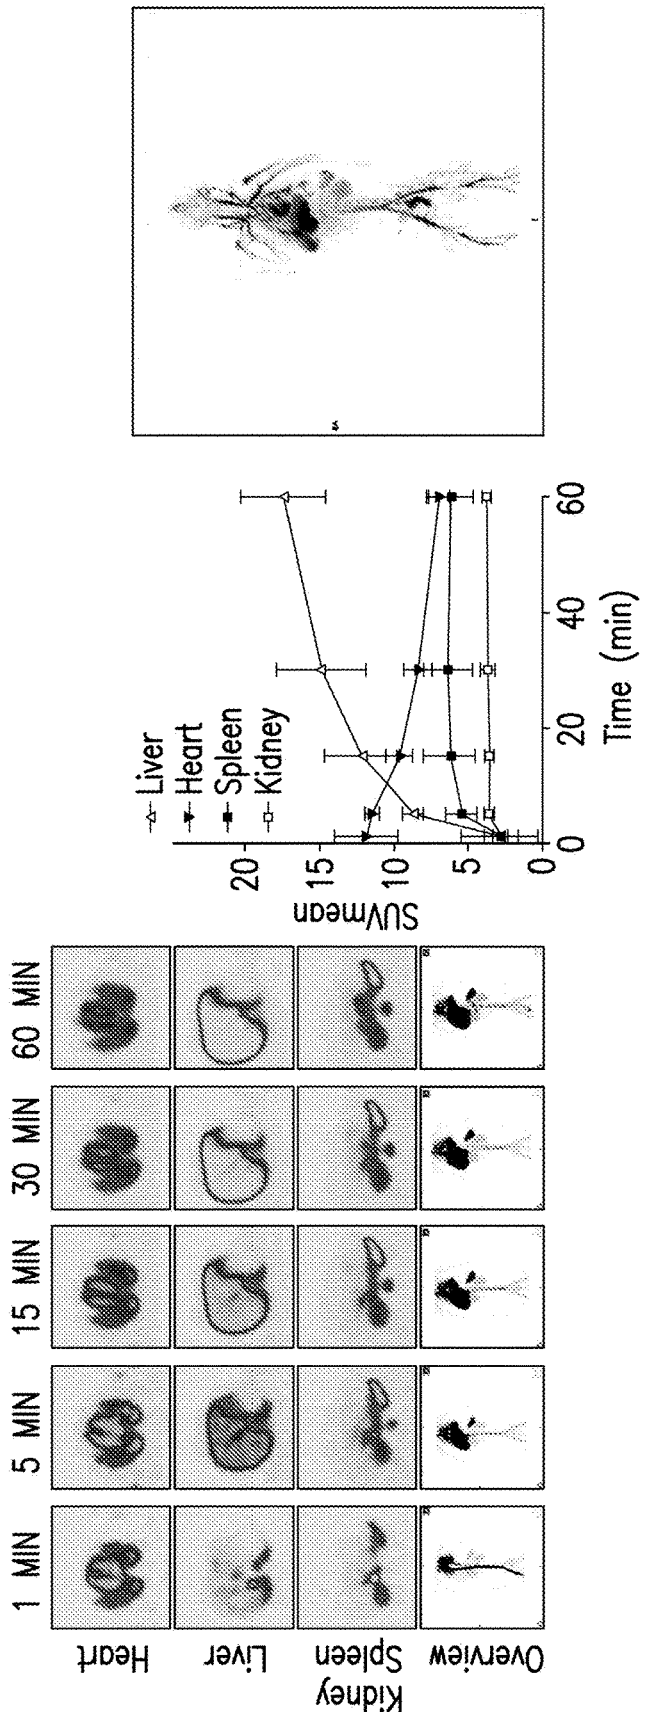 1 MIN 5 MIN 15 MIN 30 MIN 60 MIN
Heart
Liver
Kidney
Spleen
Overview
SUVmean
20
15
10
5
0
0 20 40 60
Time (min)
Liver
Heart
Spleen
Kidney